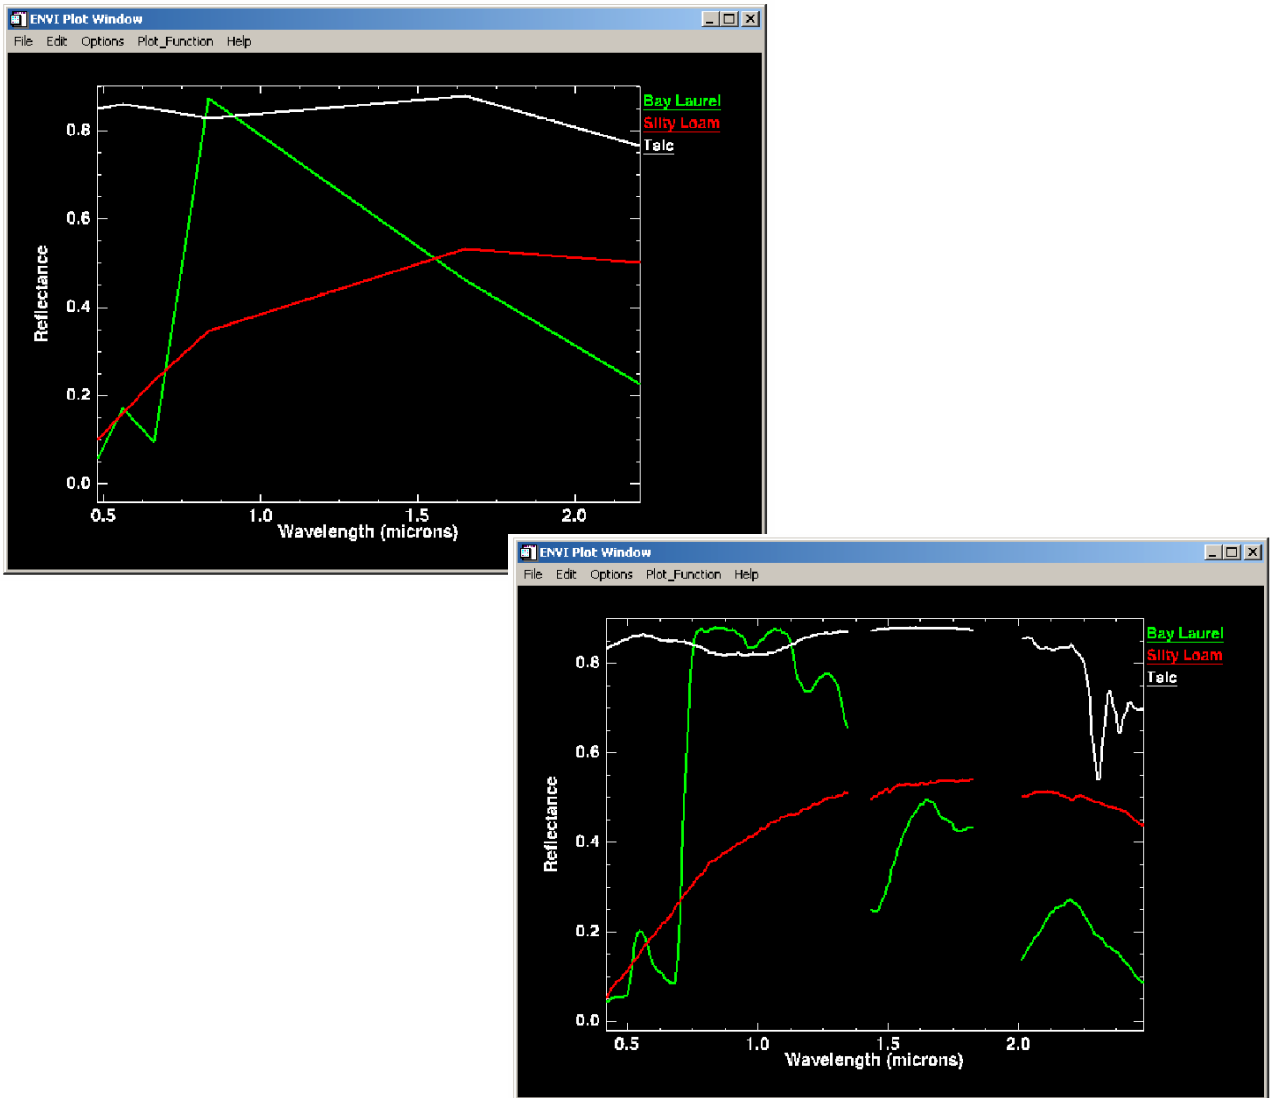 ENVI Plot Window
File Edit Options Plot_Function Help
Bay Laurel
Silty Loam
Talc
0.8
0.6
0.4
0.2
0.0
Reflectance
0.5 1.0 1.5 2.0
Wavelength (microns)
ENVI Plot Window
File Edit Options Plot_Function Help
Bay Laurel
Silty Loam
Talc
0.8
0.6
0.4
0.2
0.0
Reflectance
0.5 1.0 1.5 2.0
Wavelength (microns)